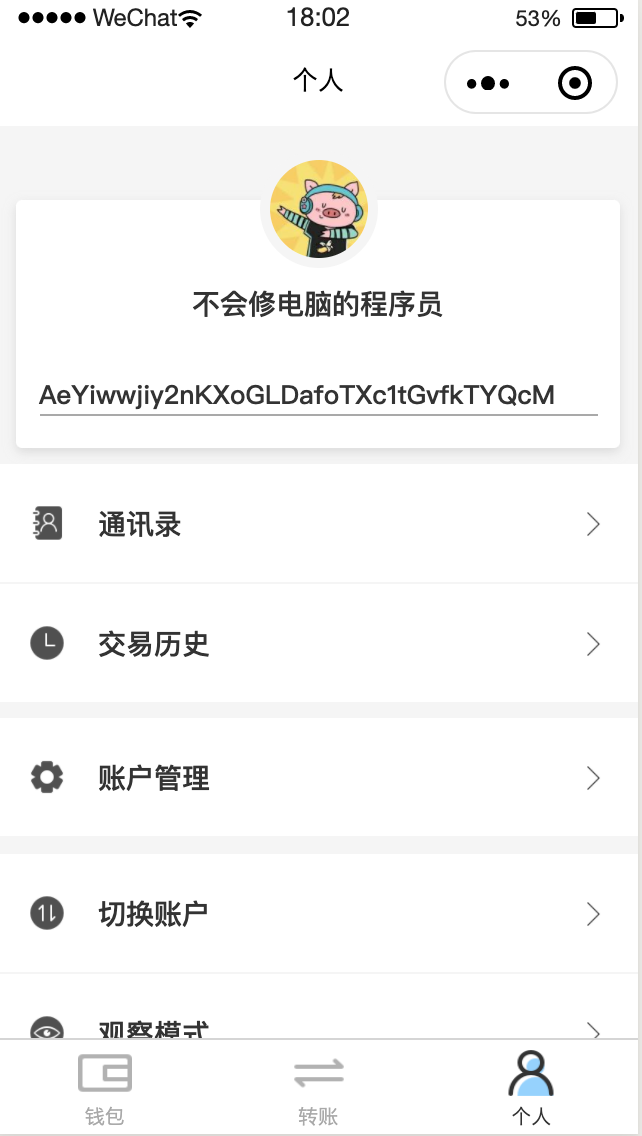 WeChat 18:02 53%
个人
不会修电脑的程序员
AeYiwwjiy2nKXoGLDafoTXc1tGvfkTYQcM
通讯录
交易历史
账户管理
切换账户
观察模式
钱包 转账 个人